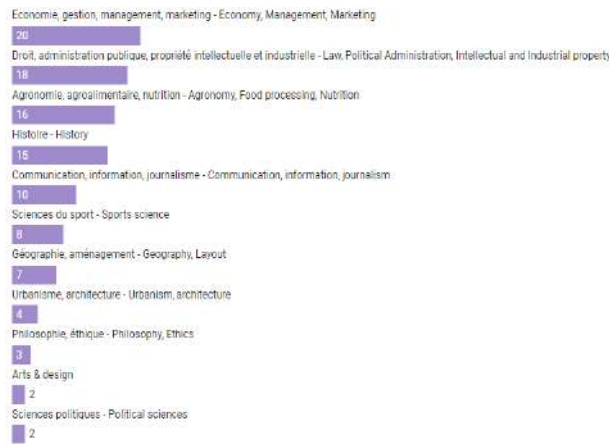 Economie, gestion, management, marketing - Economy, Management, Marketing
20
Droit, administration publique, propriété intellectuelle et industrielle - Law, Political Administration, Intellectual and Industrial property
18
Agronomie, agroalimentaire, nutrition - Agronomy, Food processing, Nutrition
16
Histoire - History
15
Communication, information, journalisme - Communication, information, journalism
10
Sciences du sport - Sports science
8
Géographie, aménagement - Geography, Layout
7
Urbanisme, architecture - Urbanism, architecture
4
Philosophie, éthique - Philosophy, Ethics
3
Arts & design
2
Sciences politiques - Political sciences
2